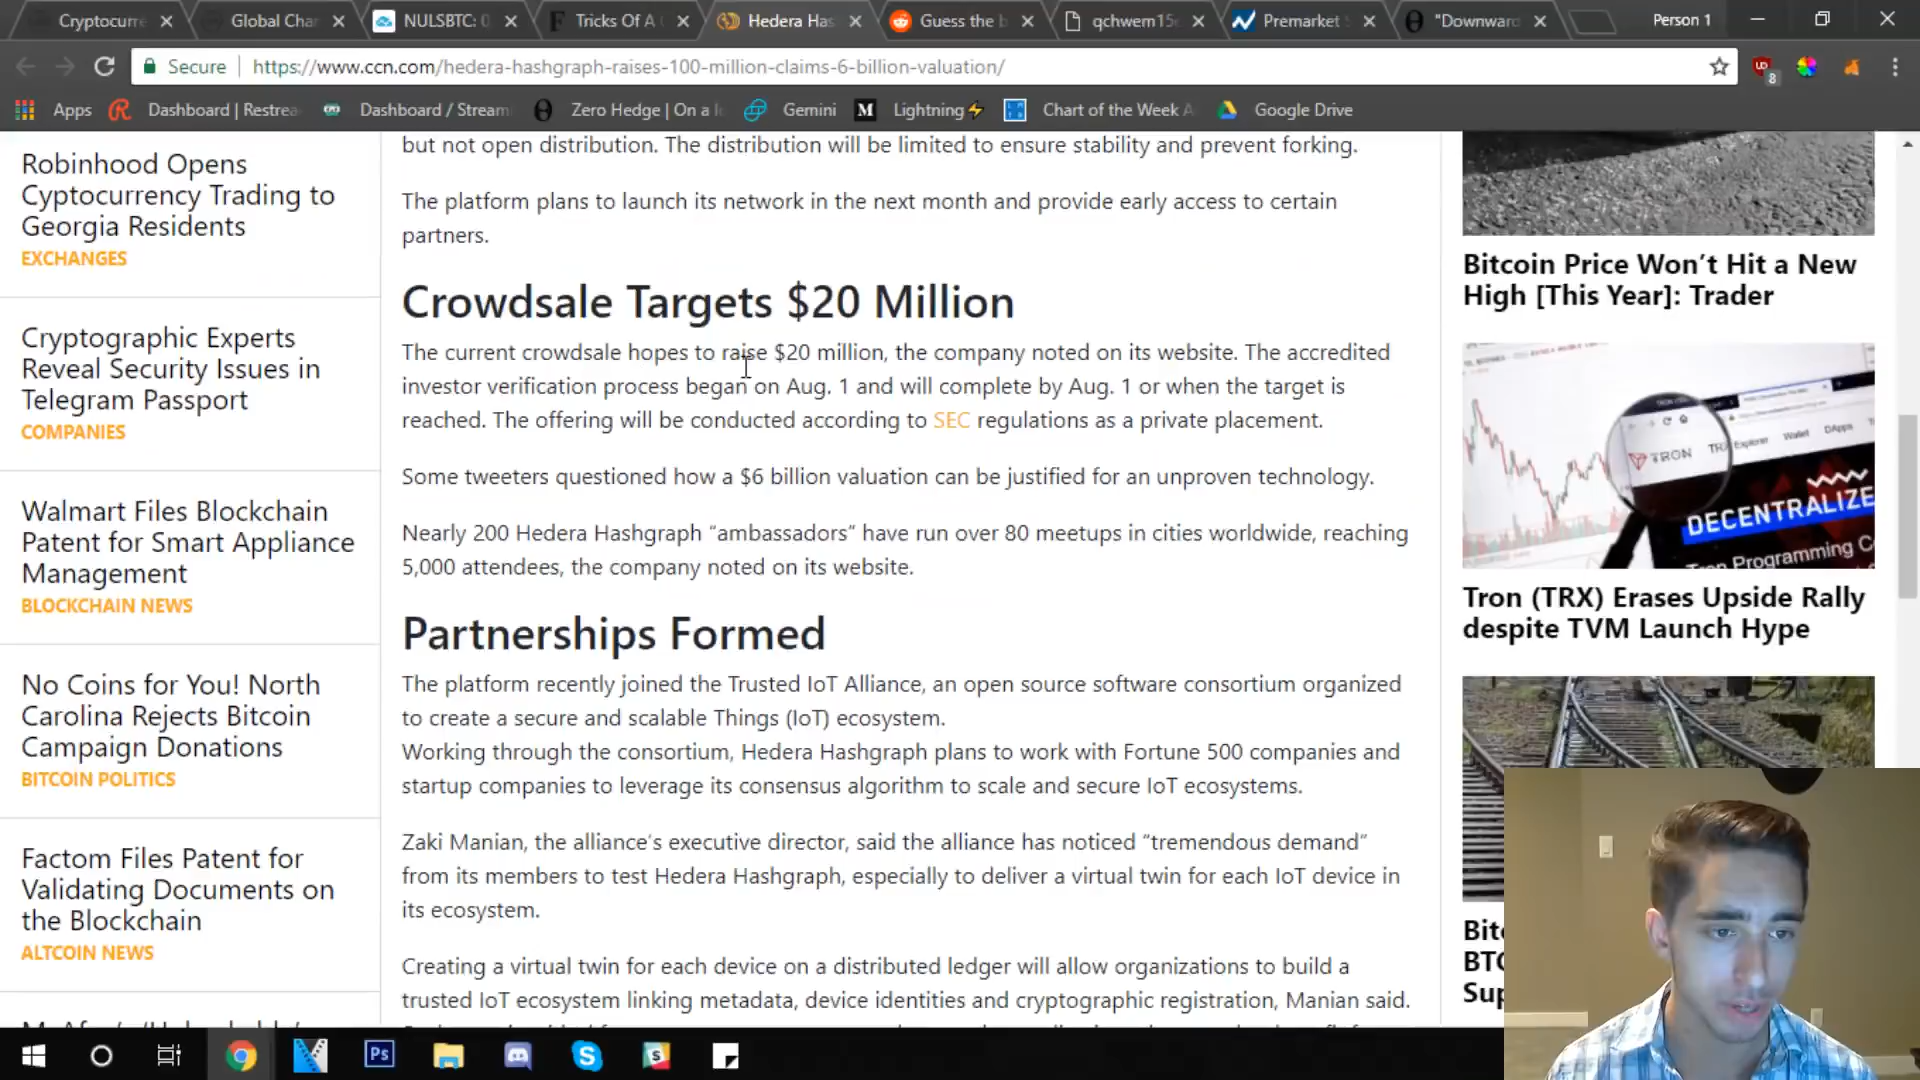 Cryptocurre
Global Char
NULSBTC: 0
Tricks Of A
Hedera Has
Guess the b
qchwem15
Premarket
"Downward
Person 1
Secure
https://www.ccn.com/hedera-hashgraph-raises-100-million-claims-6-billion-valuation/
8
Apps
Dashboard | Restrea
Dashboard / Stream
Zero Hedge | On a l
Gemini
Lightning⚡
Chart of the Week A
Google Drive
Robinhood Opens
Cyptocurrency Trading to
Georgia Residents
EXCHANGES
Cryptographic Experts
Reveal Security Issues in
Telegram Passport
COMPANIES
Walmart Files Blockchain
Patent for Smart Appliance
Management
BLOCKCHAIN NEWS
No Coins for You! North
Carolina Rejects Bitcoin
Campaign Donations
BITCOIN POLITICS
Factom Files Patent for
Validating Documents on
the Blockchain
ALTCOIN NEWS
but not open distribution. The distribution will be limited to ensure stability and prevent forking.
The platform plans to launch its network in the next month and provide early access to certain
partners.
Crowdsale Targets $20 Million
The current crowdsale hopes to raise $20 million, the company noted on its website. The accredited
investor verification process began on Aug. 1 and will complete by Aug. 1 or when the target is
reached. The offering will be conducted according to SEC regulations as a private placement.
Some tweeters questioned how a $6 billion valuation can be justified for an unproven technology.
Nearly 200 Hedera Hashgraph “ambassadors” have run over 80 meetups in cities worldwide, reaching
5,000 attendees, the company noted on its website.
Partnerships Formed
The platform recently joined the Trusted IoT Alliance, an open source software consortium organized
to create a secure and scalable Things (IoT) ecosystem.
Working through the consortium, Hedera Hashgraph plans to work with Fortune 500 companies and
startup companies to leverage its consensus algorithm to scale and secure IoT ecosystems.
Zaki Manian, the alliance’s executive director, said the alliance has noticed “tremendous demand”
from its members to test Hedera Hashgraph, especially to deliver a virtual twin for each IoT device in
its ecosystem.
Creating a virtual twin for each device on a distributed ledger will allow organizations to build a
trusted IoT ecosystem linking metadata, device identities and cryptographic registration, Manian said.
Bitcoin Price Won’t Hit a New
High [This Year]: Trader
TRON
Explorer
Wallet
DApps
DECENTRALIZE
Tron Programming
Tron (TRX) Erases Upside Rally
despite TVM Launch Hype
Ps